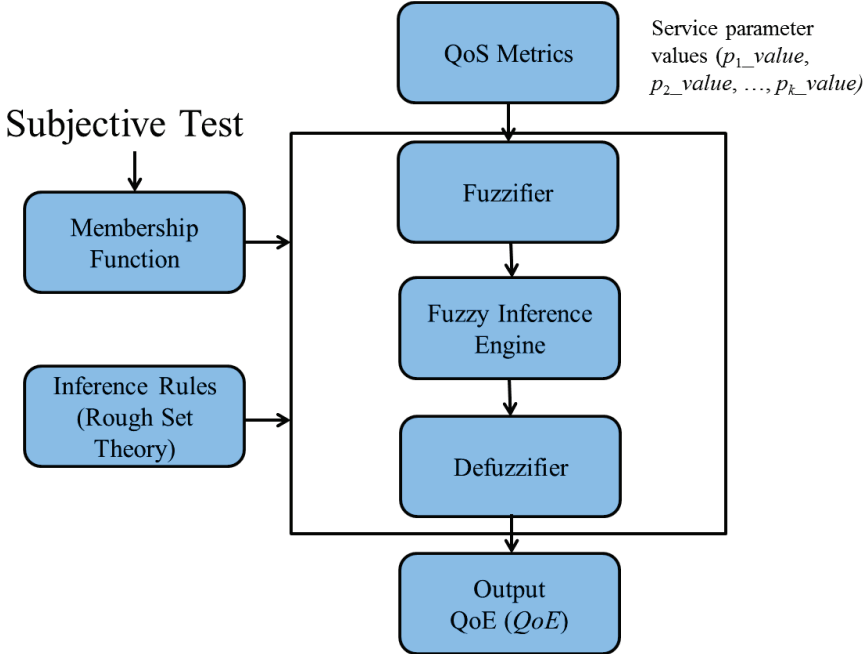 QoS Metrics
Service parameter
values (p₁_value,
p₂_value, …, pₖ_value)
Subjective Test
Fuzzifier
Membership
Function
Fuzzy Inference
Engine
Inference Rules
(Rough Set
Theory)
Defuzzifier
Output
QoE (QoE)